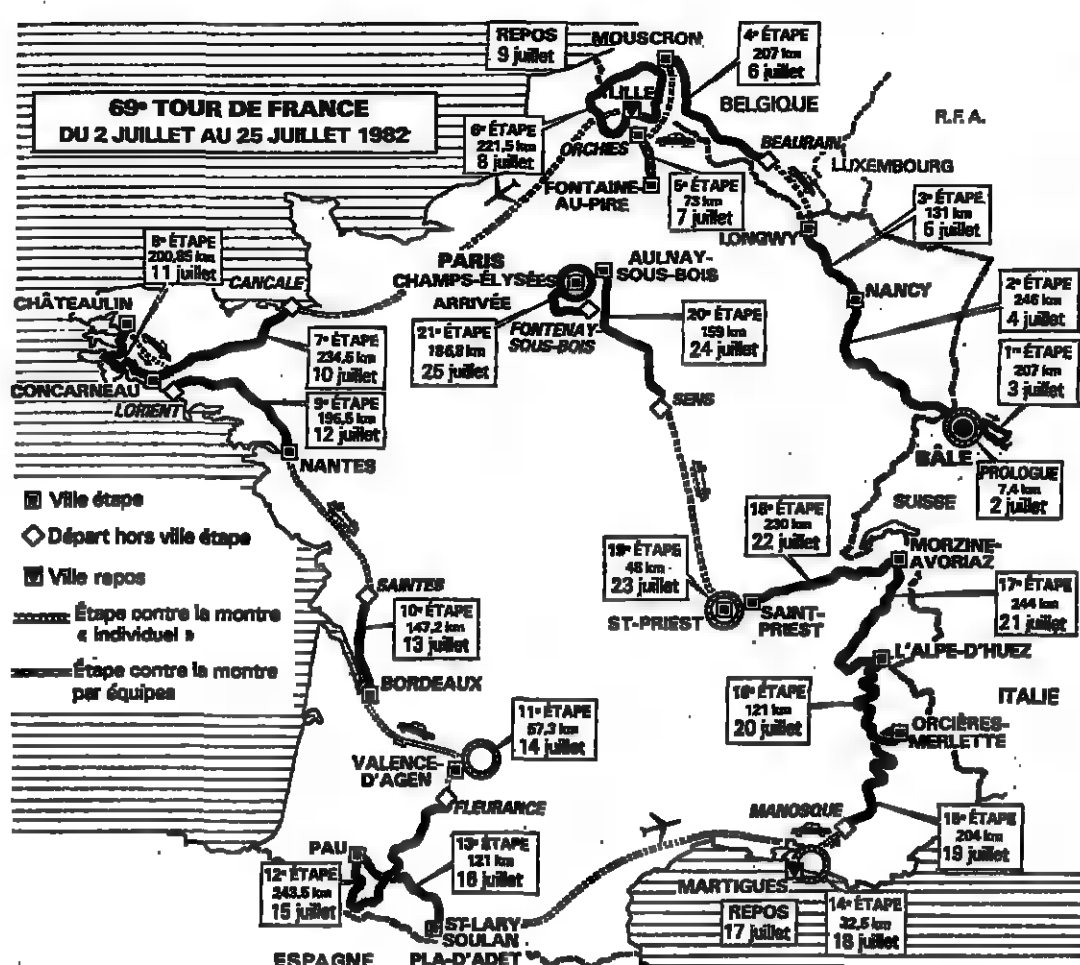 REPOS
9 juillet
MOUSCRON
4e ÉTAPE
207 km
6 juillet
69e TOUR DE FRANCE
DU 2 JUILLET AU 25 JUILLET 1982
LILLE
BELGIQUE
R.F.A.
6e ÉTAPE
221,5 km
8 juillet
ORCHIES
BEAURAIN
LUXEMBOURG
FONTAINE-
AU-PIRE
5e ÉTAPE
73 km
7 juillet
3e ÉTAPE
131 km
5 juillet
LONGWY
8e ÉTAPE
200,85 km
11 juillet
CANCALE
PARIS
CHAMPS-ÉLYSÉES
ARRIVÉE
AULNAY-
SOUS-BOIS
NANCY
2e ÉTAPE
246 km
4 juillet
CHÂTEAULIN
7e ÉTAPE
234,5 km
10 juillet
21e ÉTAPE
186,8 km
25 juillet
FONTENAY-
SOUS-BOIS
20e ÉTAPE
159 km
24 juillet
1re ÉTAPE
207 km
3 juillet
CONCARNEAU
LORIENT
9e ÉTAPE
196,5 km
12 juillet
SENS
BÂLE
NANTES
PROLOGUE
7,4 km
2 juillet
SUISSE
Ville étape
Départ hors ville étape
Ville repos
Étape contre la montre
« individuel »
Étape contre la montre
par équipes
18e ÉTAPE
230 km
22 juillet
MORZINE-
AVORIAZ
19e ÉTAPE
48 km
23 juillet
SAINTES
ST-PRIEST
SAINT-
PRIEST
17e ÉTAPE
244 km
21 juillet
10e ÉTAPE
147,2 km
13 juillet
L'ALPE-D'HUEZ
BORDEAUX
16e ÉTAPE
121 km
20 juillet
ITALIE
11e ÉTAPE
57,3 km
14 juillet
ORCIÈRES-
MERLETTE
VALENCE-
D'AGEN
FLEURANCE
MANOSQUE
15e ÉTAPE
204 km
19 juillet
PAU
13e ÉTAPE
121 km
16 juillet
12e ÉTAPE
243,5 km
15 juillet
MARTIGUES
REPOS
17 juillet
14e ÉTAPE
32,5 km
18 juillet
ST-LARY
SOULAN
PLA-D'ADET
ESPAGNE